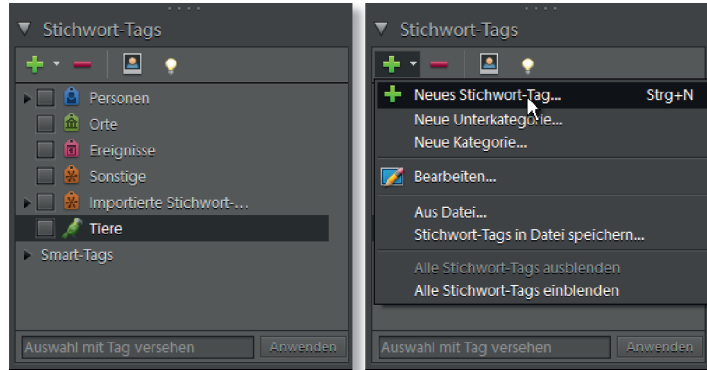 Stichwort-Tags
Personen
Orte
Ereignisse
Sonstige
Importierte Stichwort-...
Tiere
Smart-Tags
Auswahl mit Tag versehen
Anwenden
Stichwort-Tags
Neues Stichwort-Tag... Strg+N
Neue Unterkategorie...
Neue Kategorie...
Bearbeiten...
Aus Datei...
Stichwort-Tags in Datei speichern...
Alle Stichwort-Tags ausblenden
Alle Stichwort-Tags einblenden
Auswahl mit Tag versehen
Anwenden